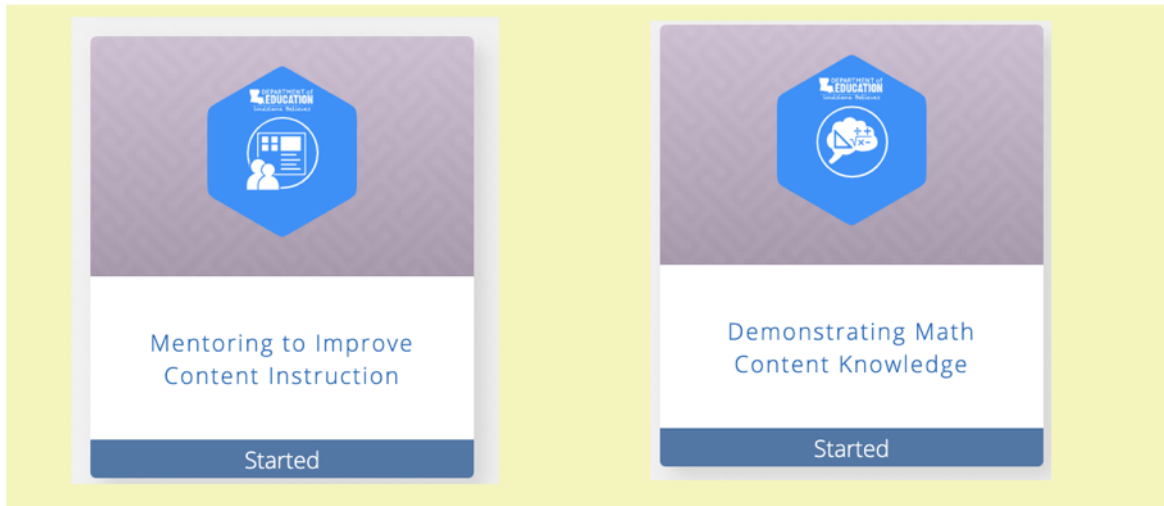 DEPARTMENT of
EDUCATION
Louisiana Believes
Mentoring to Improve
Content Instruction
Started
DEPARTMENT of
EDUCATION
Louisiana Believes
Demonstrating Math
Content Knowledge
Started